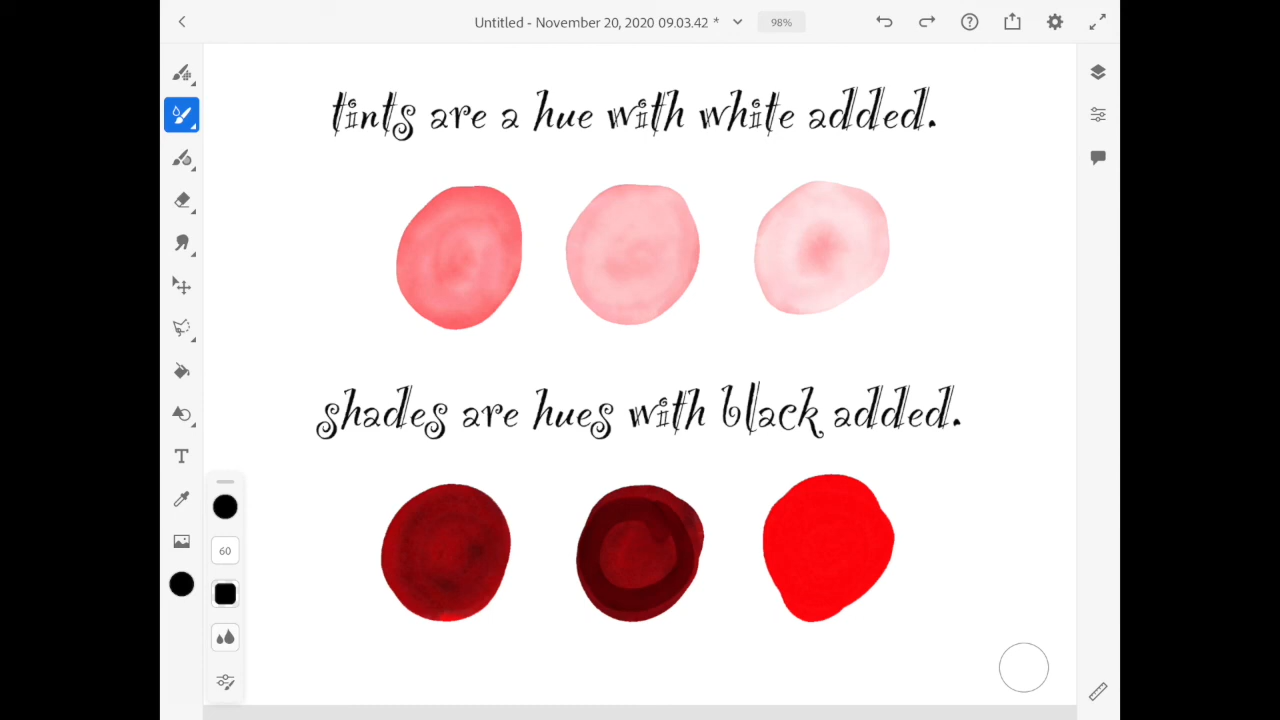 Untitled - November 20, 2020 09.03.42 *
98%
tints are a hue with white added.
shades are hues with black added.
T
60